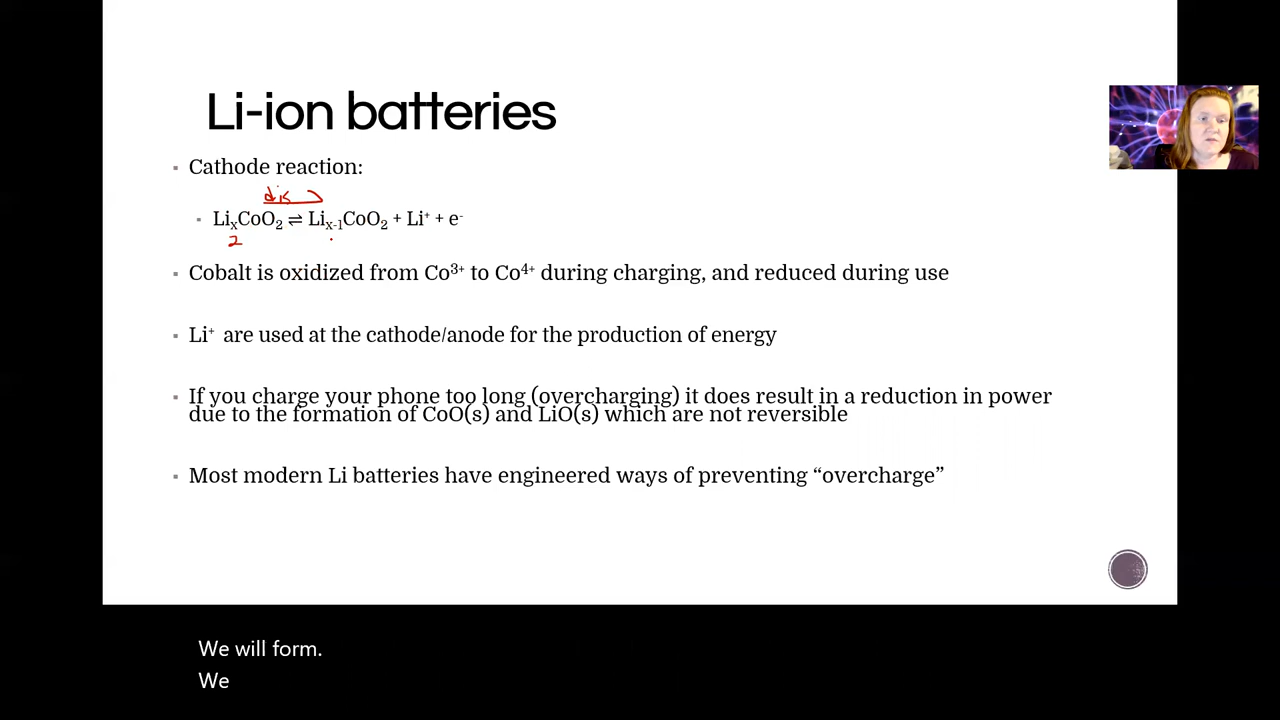 Li-ion batteries
▪ Cathode reaction:
dis
▪ LiₓCoO₂ ⇌ Liₓ₋₁CoO₂ + Li⁺ + e⁻
2
▪ Cobalt is oxidized from Co³⁺ to Co⁴⁺ during charging, and reduced during use
▪ Li⁺ are used at the cathode/anode for the production of energy
▪ If you charge your phone too long (overcharging) it does result in a reduction in power
due to the formation of CoO(s) and LiO(s) which are not reversible
▪ Most modern Li batteries have engineered ways of preventing “overcharge”
We will form.
We